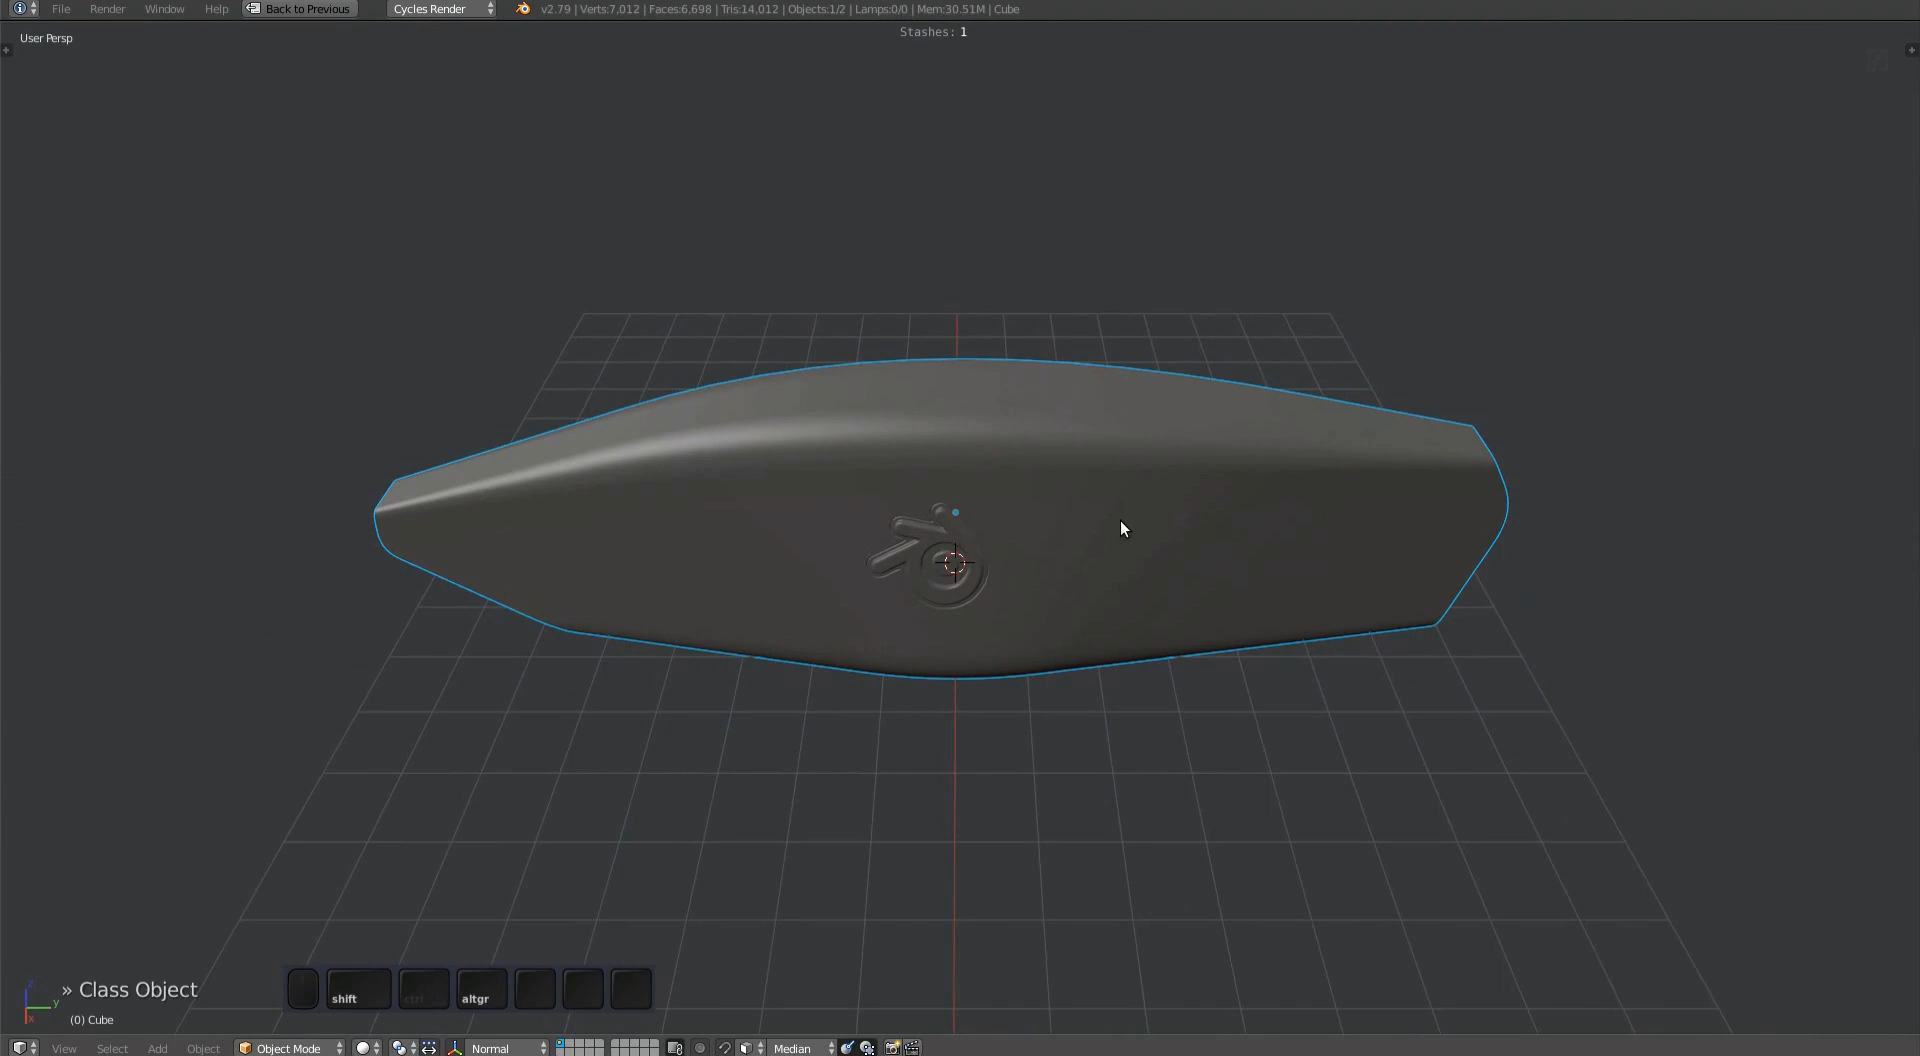 File Render Window Help Back to Previous Cycles Render v2.79 | Verts:7,012 | Faces:6,698 | Tris:14,012 | Objects:1/2 | Lamps:0/0 | Mem:30.51M | Cube
Stashes: 1
User Persp
» Class Object
shift ctrl altgr
z
y
x
(0) Cube
View Select Add Object Object Mode Normal Median